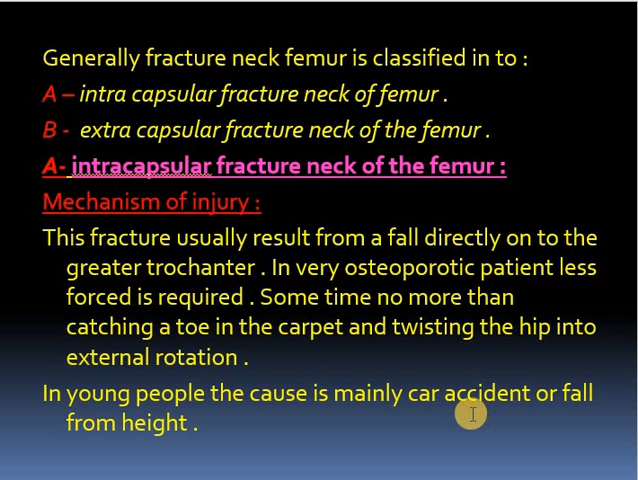 Generally fracture neck femur is classified in to :
A – intra capsular fracture neck of femur .
B - extra capsular fracture neck of the femur .
A- intracapsular fracture neck of the femur :
Mechanism of injury :
This fracture usually result from a fall directly on to the
greater trochanter . In very osteoporotic patient less
forced is required . Some time no more than
catching a toe in the carpet and twisting the hip into
external rotation .
In young people the cause is mainly car accident or fall
from height .